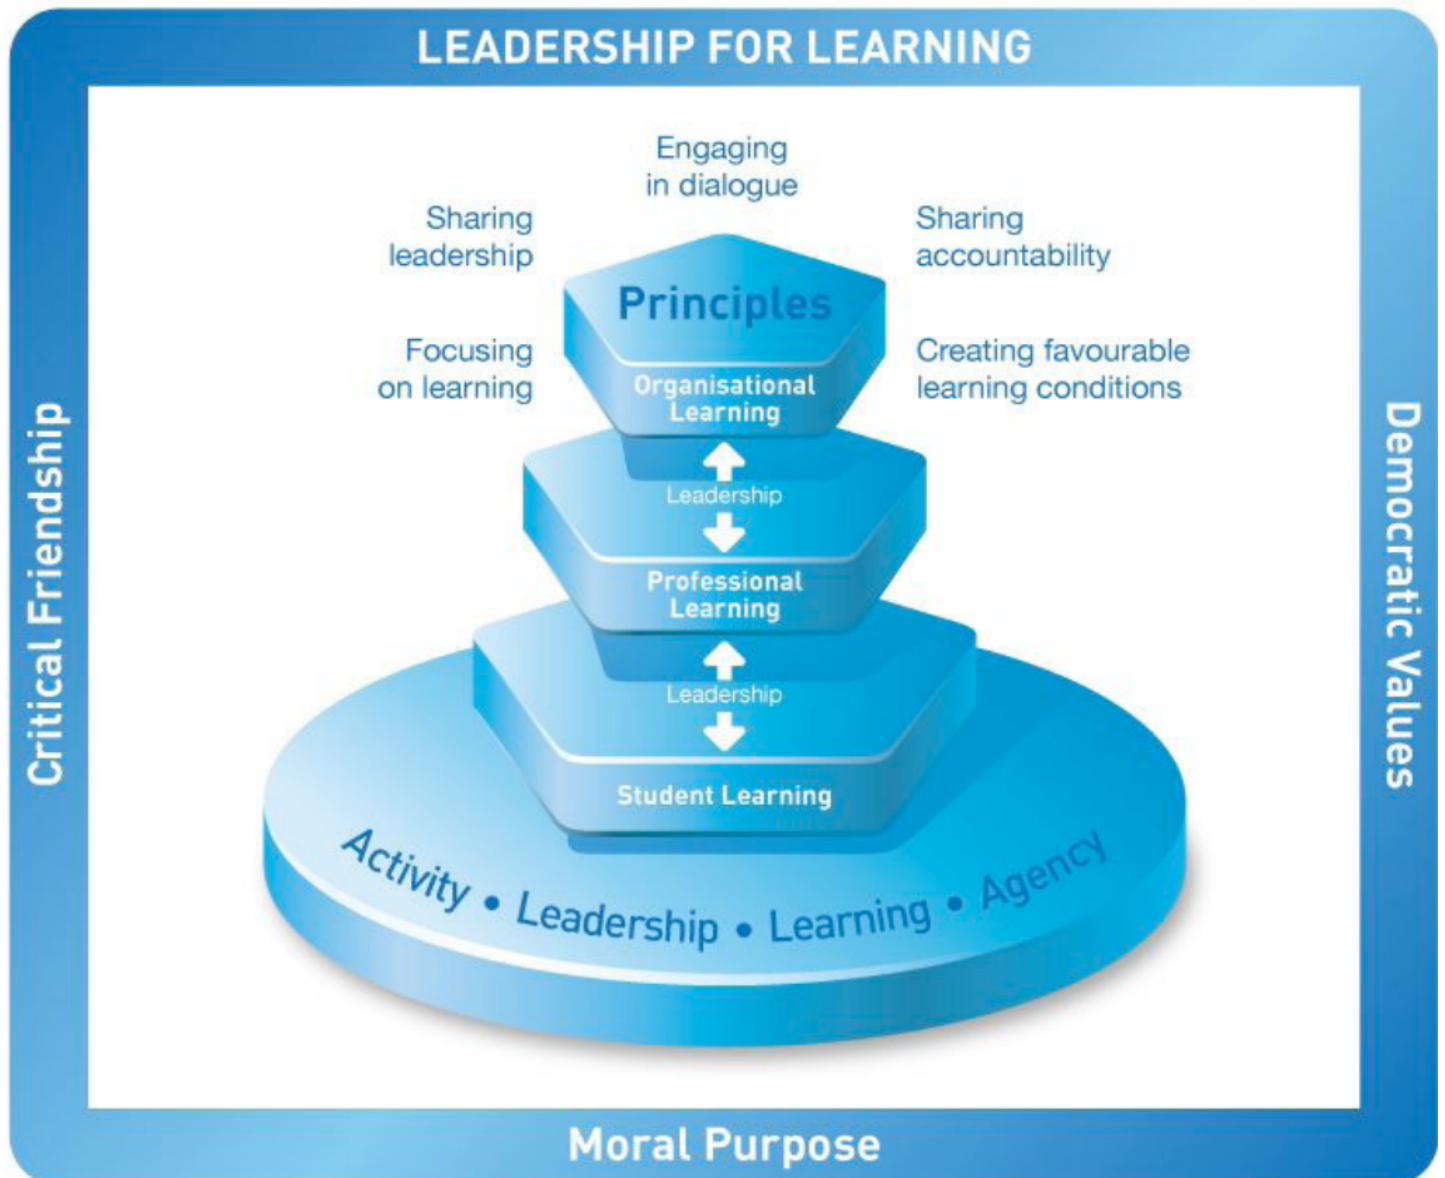 LEADERSHIP FOR LEARNING
Engaging
in dialogue
Sharing
leadership
Sharing
accountability
Focusing
on learning
Creating favourable
learning conditions
Principles
Organisational
Learning
Leadership
Professional
Learning
Leadership
Student Learning
Activity • Leadership • Learning • Agency
Critical Friendship
Democratic Values
Moral Purpose